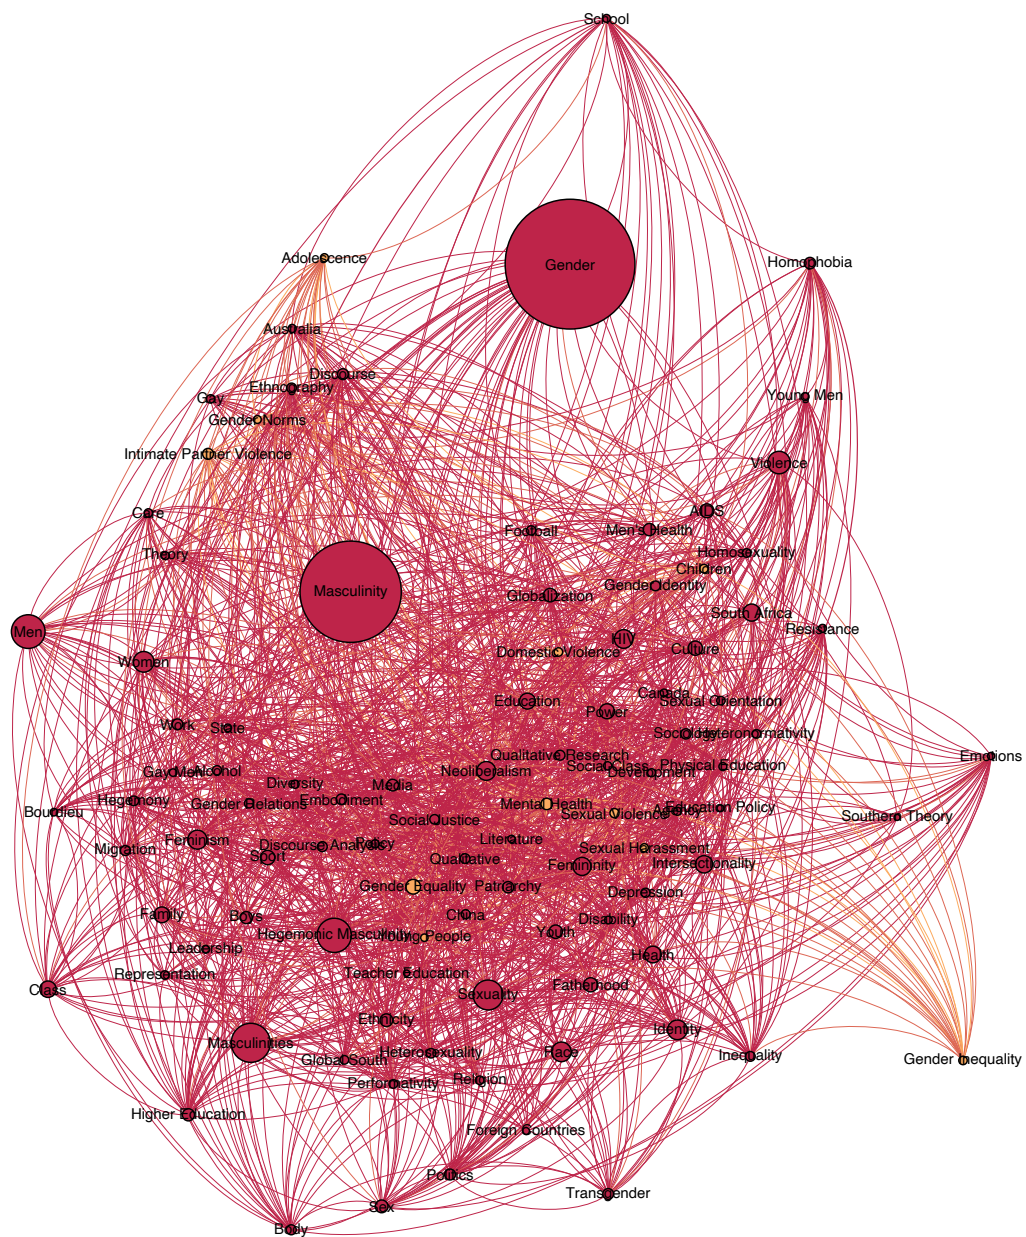 School
Adolescence
Gender
Homophobia
Australia
Discourse
Ethnography
Gay
Young Men
Gender Norms
Intimate Partner Violence
Violence
Care
AIDS
Football
Men's Health
Theory
Homosexuality
Children
Gender Identity
Masculinity
Globalization
South Africa
Men
Resistance
HIV
Domestic Violence
Culture
Women
Canada
Education
Sexual Orientation
Power
Work
State
Sociology
Heteronormativity
Qualitative Research
Emotions
Social Class
Physical Education
Gay Men
Alcohol
Neoliberalism
Development
Diversity
Media
Hegemony
Gender Relations
Embodiment
Mental Health
Bourdieu
Sexual Violence
Agency
Education Policy
Southern Theory
Social Justice
Feminism
Literature
Migration
Discourse Analysis
Policy
Sexual Harassment
Sport
Qualitative
Femininity
Intersectionality
Gender Equality
Patriarchy
Depression
Family
Boys
China
Disability
Hegemonic Masculinity
Young People
Youth
Leadership
Health
Representation
Teacher Education
Class
Sexuality
Fatherhood
Ethnicity
Identity
Masculinities
Global South
Heterosexuality
Race
Inequality
Gender Inequality
Performativity
Religion
Higher Education
Foreign Countries
Politics
Transgender
Sex
Body